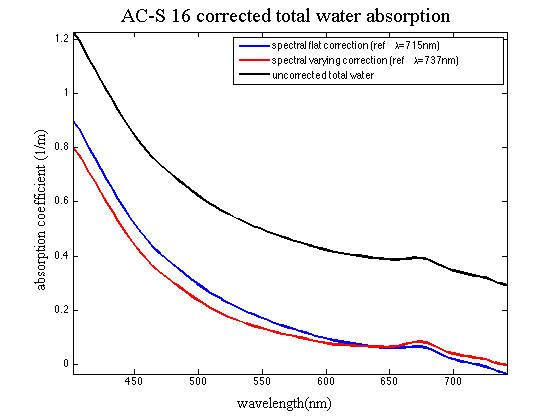 AC-S 16 corrected total water absorption
spectral flat correction (ref λ=715nm)
spectral varying correction (ref λ=737nm)
uncorrected total water
absorption coefficient (1/m)
1.2
1
0.8
0.6
0.4
0.2
0
450 500 550 600 650 700
wavelength(nm)